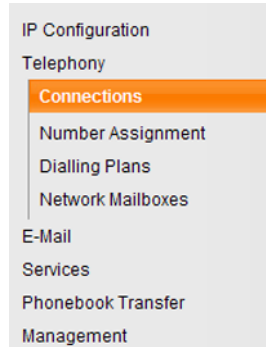 IP Configuration
Telephony
Connections
Number Assignment
Dialling Plans
Network Mailboxes
E-Mail
Services
Phonebook Transfer
Management